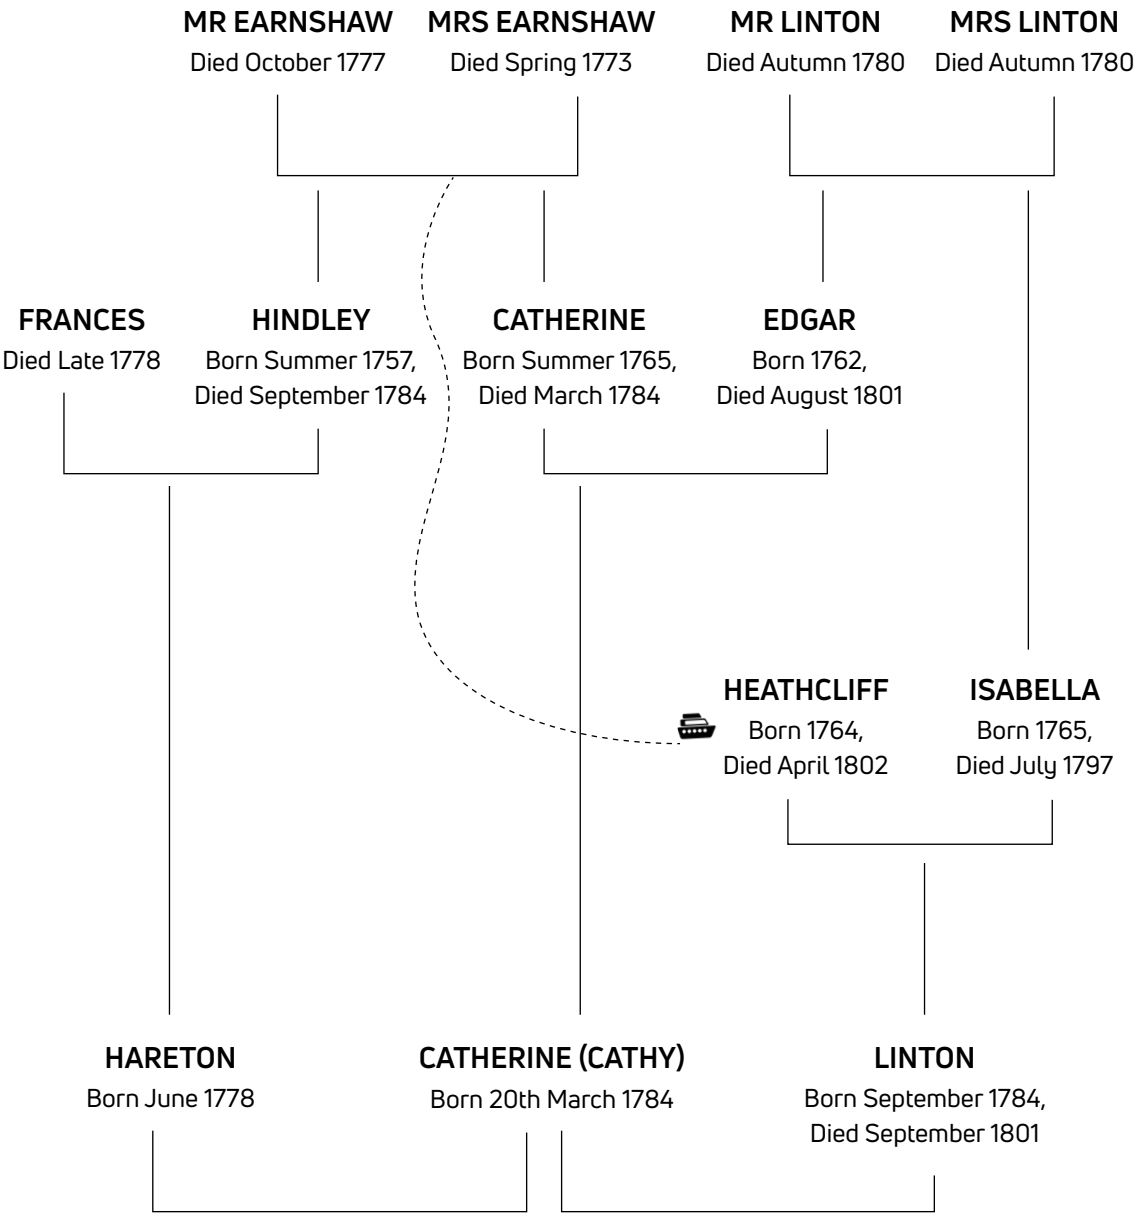 MR EARNSHAW
Died October 1777
MRS EARNSHAW
Died Spring 1773
MR LINTON
Died Autumn 1780
MRS LINTON
Died Autumn 1780
FRANCES
Died Late 1778
HINDLEY
Born Summer 1757,
Died September 1784
CATHERINE
Born Summer 1765,
Died March 1784
EDGAR
Born 1762,
Died August 1801
HEATHCLIFF
Born 1764,
Died April 1802
ISABELLA
Born 1765,
Died July 1797
HARETON
Born June 1778
CATHERINE (CATHY)
Born 20th March 1784
LINTON
Born September 1784,
Died September 1801